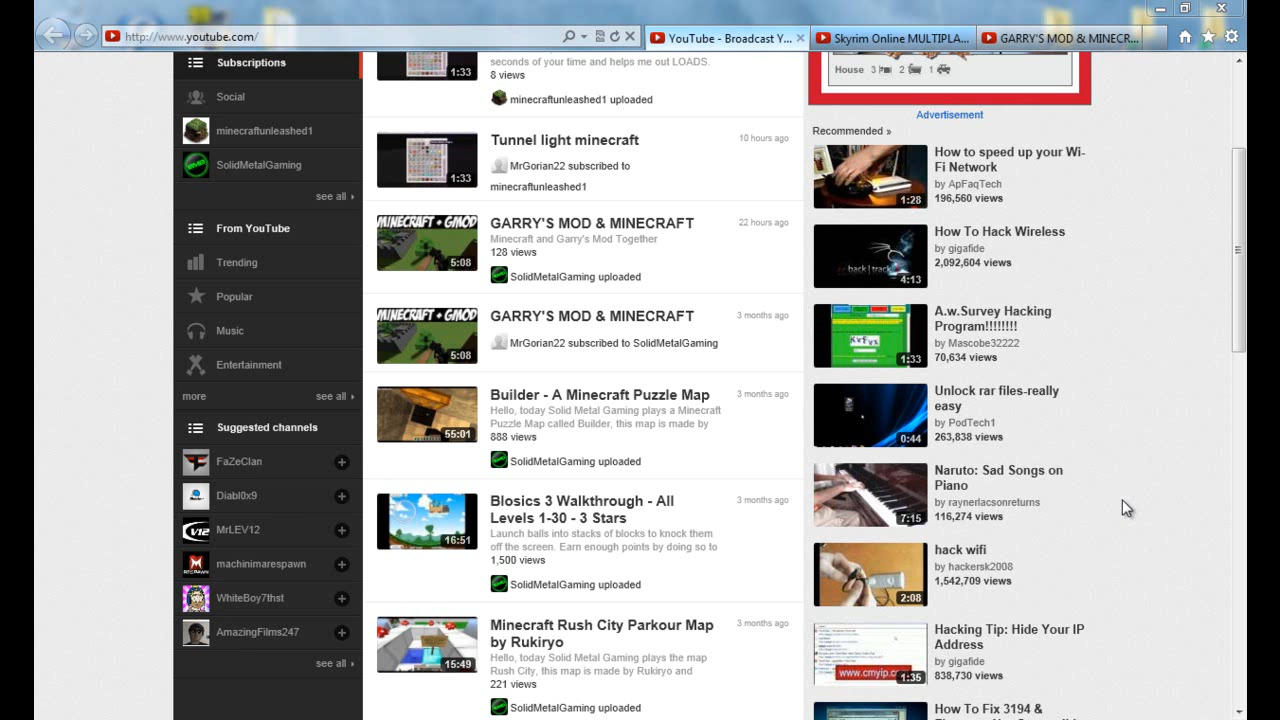 http://www.youtube.com/
YouTube - Broadcast Y...
Skyrim Online MULTIPLA...
GARRY'S MOD & MINECR...
Subscriptions
Social
minecraftunleashed1
SolidMetalGaming
see all
From YouTube
Trending
Popular
Music
Entertainment
more
see all
Suggested channels
FaZeClan
Diabl0x9
MrLEV12
machinimarespawn
WhiteBoy7thst
AmazingFilms247
see all
1:33
seconds of your time and helps me out LOADS.
8 views
minecraftunleashed1 uploaded
1:33
Tunnel light minecraft
10 hours ago
MrGorian22 subscribed to
minecraftunleashed1
MINECRAFT + GMOD
5:08
GARRY'S MOD & MINECRAFT
22 hours ago
Minecraft and Garry's Mod Together
128 views
SolidMetalGaming uploaded
MINECRAFT + GMOD
5:08
GARRY'S MOD & MINECRAFT
3 months ago
MrGorian22 subscribed to SolidMetalGaming
55:01
Builder - A Minecraft Puzzle Map
3 months ago
Hello, today Solid Metal Gaming plays a Minecraft
Puzzle Map called Builder, this map is made by
888 views
SolidMetalGaming uploaded
16:51
Blosics 3 Walkthrough - All
Levels 1-30 - 3 Stars
3 months ago
Launch balls into stacks of blocks to knock them
off the screen. Earn enough points by doing so to
1,500 views
SolidMetalGaming uploaded
15:49
Minecraft Rush City Parkour Map
by Rukiryo
3 months ago
Hello, today Solid Metal Gaming plays the map
Rush City, this map is made by Rukiryo and
221 views
SolidMetalGaming uploaded
House 3 2 1
Advertisement
Recommended »
1:28
How to speed up your Wi-
Fi Network
by ApFaqTech
196,560 views
back | track
4:13
How To Hack Wireless
by gigafide
2,092,604 views
1:33
A.w.Survey Hacking
Program!!!!!!!!
by Mascobe32222
70,634 views
0:44
Unlock rar files-really
easy
by PodTech1
263,838 views
7:15
Naruto: Sad Songs on
Piano
by raynerlacsonreturns
116,274 views
2:08
hack wifi
by hackersk2008
1,542,709 views
www.cmyip.c
1:35
Hacking Tip: Hide Your IP
Address
by gigafide
838,730 views
How To Fix 3194 &